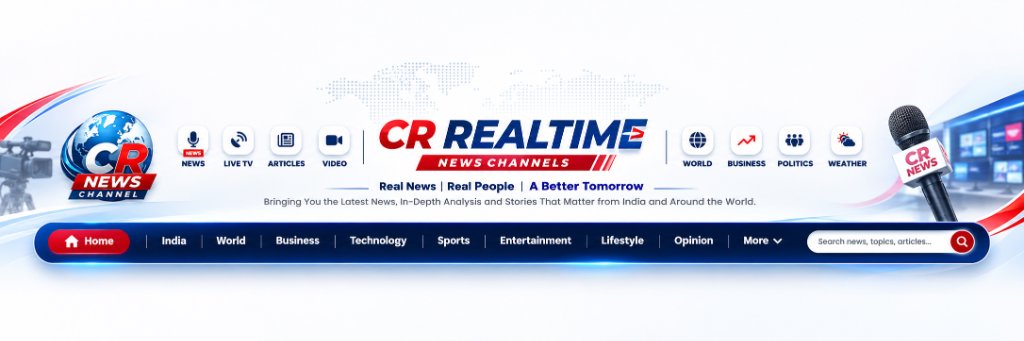 CR
NEWS
CHANNEL
NEWS
NEWS
LIVE TV
ARTICLES
VIDEO
CR REALTIME
NEWS CHANNELS
WORLD
BUSINESS
POLITICS
WEATHER
CR
NEWS
Real News | Real People | A Better Tomorrow
Bringing You the Latest News, In-Depth Analysis and Stories That Matter from India and Around the World.
Home | India | World | Business | Technology | Sports | Entertainment | Lifestyle | Opinion | More
Search news, topics, articles...